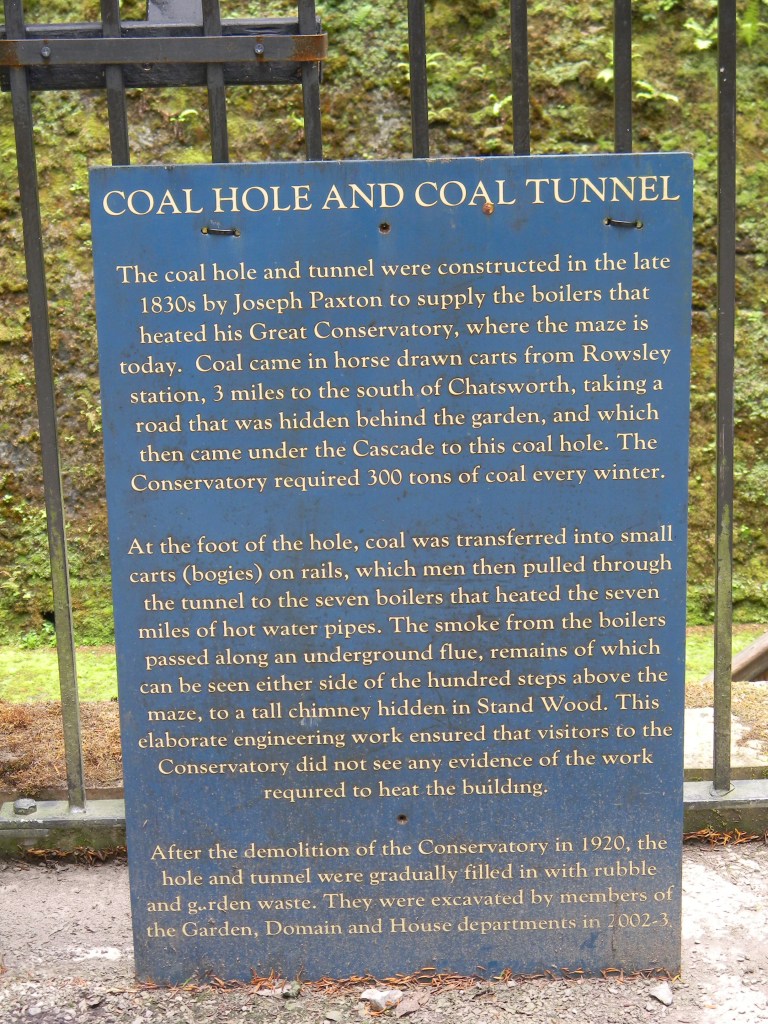 COAL HOLE AND COAL TUNNEL
The coal hole and tunnel were constructed in the late
1830s by Joseph Paxton to supply the boilers that
heated his Great Conservatory, where the maze is
today. Coal came in horse drawn carts from Rowsley
station, 3 miles to the south of Chatsworth, taking a
road that was hidden behind the garden, and which
then came under the Cascade to this coal hole. The
Conservatory required 300 tons of coal every winter.
At the foot of the hole, coal was transferred into small
carts (bogies) on rails, which men then pulled through
the tunnel to the seven boilers that heated the seven
miles of hot water pipes. The smoke from the boilers
passed along an underground flue, remains of which
can be seen either side of the hundred steps above the
maze, to a tall chimney hidden in Stand Wood. This
elaborate engineering work ensured that visitors to the
Conservatory did not see any evidence of the work
required to heat the building.
After the demolition of the Conservatory in 1920, the
hole and tunnel were gradually filled in with rubble
and garden waste. They were excavated by members of
the Garden, Domain and House departments in 2002-3.